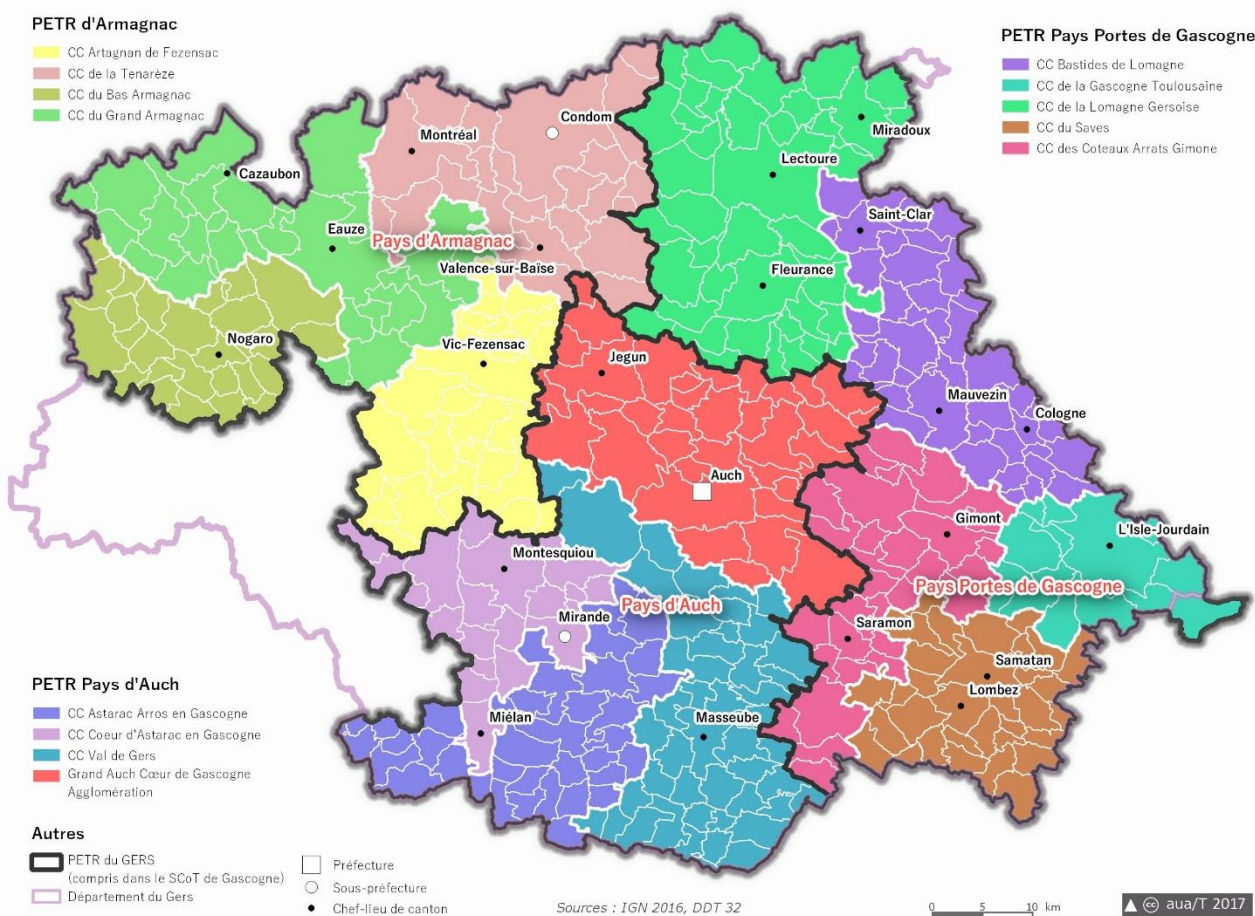 PETR d'Armagnac
CC Artagnan de Fezensac
CC de la Tenarèze
CC du Bas Armagnac
CC du Grand Armagnac
PETR Pays Portes de Gascogne
CC Bastides de Lomagne
CC de la Gascogne Toulousaine
CC de la Lomagne Gersoise
CC du Saves
CC des Coteaux Arrats Gimone
Condom
Miradoux
Montréal
Lectoure
Cazaubon
Saint-Clar
Eauze
Pays d'Armagnac
Valence-sur-Baïse
Fleurance
Nogaro
Vic-Fezensac
Jegun
Mauvezin
Cologne
Auch
Gimont
L'Isle-Jourdain
Montesquiou
Pays d'Auch
Pays Portes de Gascogne
Mirande
Saramon
Samatan
Lombez
Miélan
Masseube
PETR Pays d'Auch
CC Astarac Arros en Gascogne
CC Coeur d'Astarac en Gascogne
CC Val de Gers
Grand Auch Cœur de Gascogne
Agglomération
Autres
PETR du GERS
(compris dans le SCoT de Gascogne)
Département du Gers
Préfecture
Sous-préfecture
Chef-lieu de canton
Sources : IGN 2016, DDT 32
0 5 10 km
cc aua/T 2017